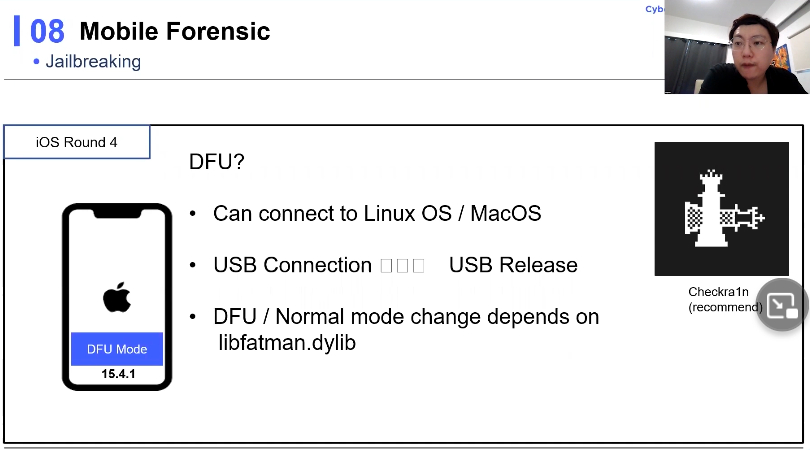 08 Mobile Forensic
• Jailbreaking
iOS Round 4
DFU?
• Can connect to Linux OS / MacOS
• USB Connection □□□ USB Release
• DFU / Normal mode change depends on
libfatman.dylib
DFU Mode
15.4.1
Checkra1n
(recommend)